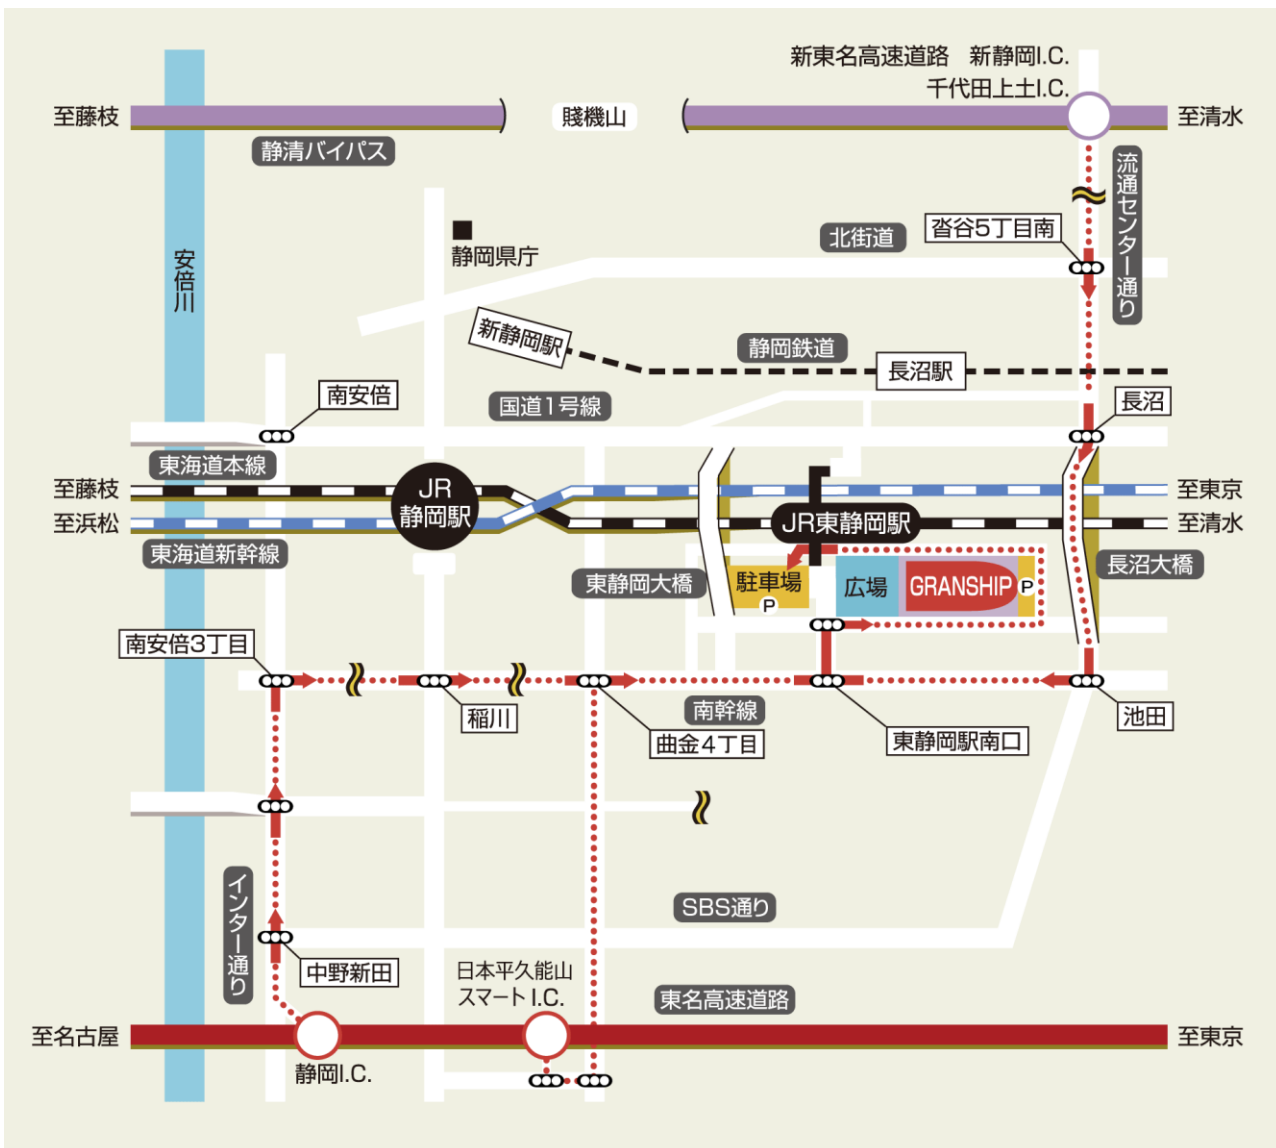 新東名高速道路　新静岡I.C.
千代田上土I.C.
至藤枝
賤機山
至清水
静清バイパス
流通センター通り
沓谷5丁目南
北街道
静岡県庁
安倍川
新静岡駅
静岡鉄道
長沼駅
南安倍
国道1号線
長沼
東海道本線
至藤枝
JR
静岡駅
至東京
至浜松
JR東静岡駅
至清水
東海道新幹線
東静岡大橋
駐車場
P
広場
GRANSHIP
P
長沼大橋
南安倍3丁目
稲川
南幹線
曲金4丁目
東静岡駅南口
池田
インター通り
SBS通り
中野新田
日本平久能山
スマートI.C.
東名高速道路
至名古屋
至東京
静岡I.C.